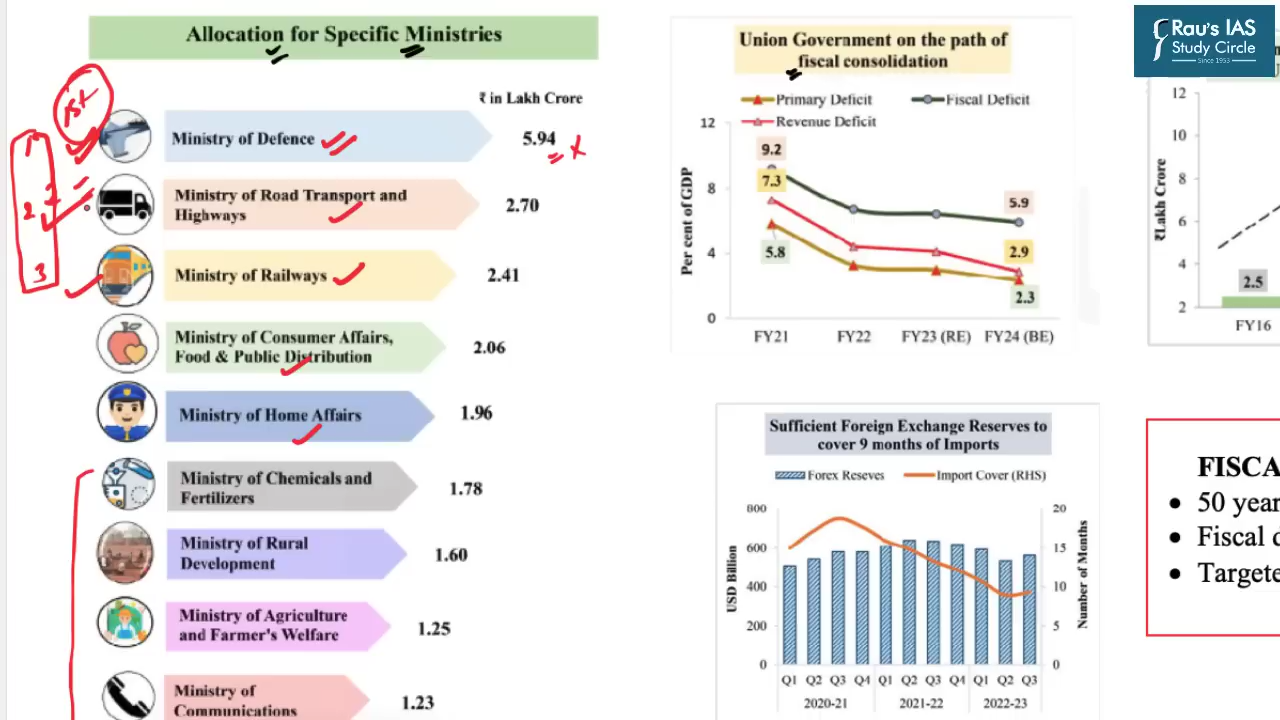 Allocation for Specific Ministries
₹ in Lakh Crore
1st
1
2
3
Ministry of Defence
5.94
Ministry of Road Transport and
Highways
2.70
Ministry of Railways
2.41
Ministry of Consumer Affairs,
Food & Public Distribution
2.06
Ministry of Home Affairs
1.96
Ministry of Chemicals and
Fertilizers
1.78
Ministry of Rural
Development
1.60
Ministry of Agriculture
and Farmer's Welfare
1.25
Ministry of
Communications
1.23
Union Government on the path of
fiscal consolidation
Primary Deficit
Fiscal Deficit
Revenue Deficit
Per cent of GDP
12
8
4
0
9.2
7.3
5.8
5.9
2.9
2.3
FY21
FY22
FY23 (RE)
FY24 (BE)
Sufficient Foreign Exchange Reserves to
cover 9 months of Imports
Forex Reseves
Import Cover (RHS)
USD Billion
800
600
400
200
0
Number of Months
20
15
10
5
0
Q1 Q2 Q3 Q4 Q1 Q2 Q3 Q4 Q1 Q2 Q3
2020-21
2021-22
2022-23
Rau's IAS
Study Circle
Since 1953
₹Lakh Crore
12
10
8
6
4
2
2.5
FY16
FISCA
50 year
Fiscal d
Targete